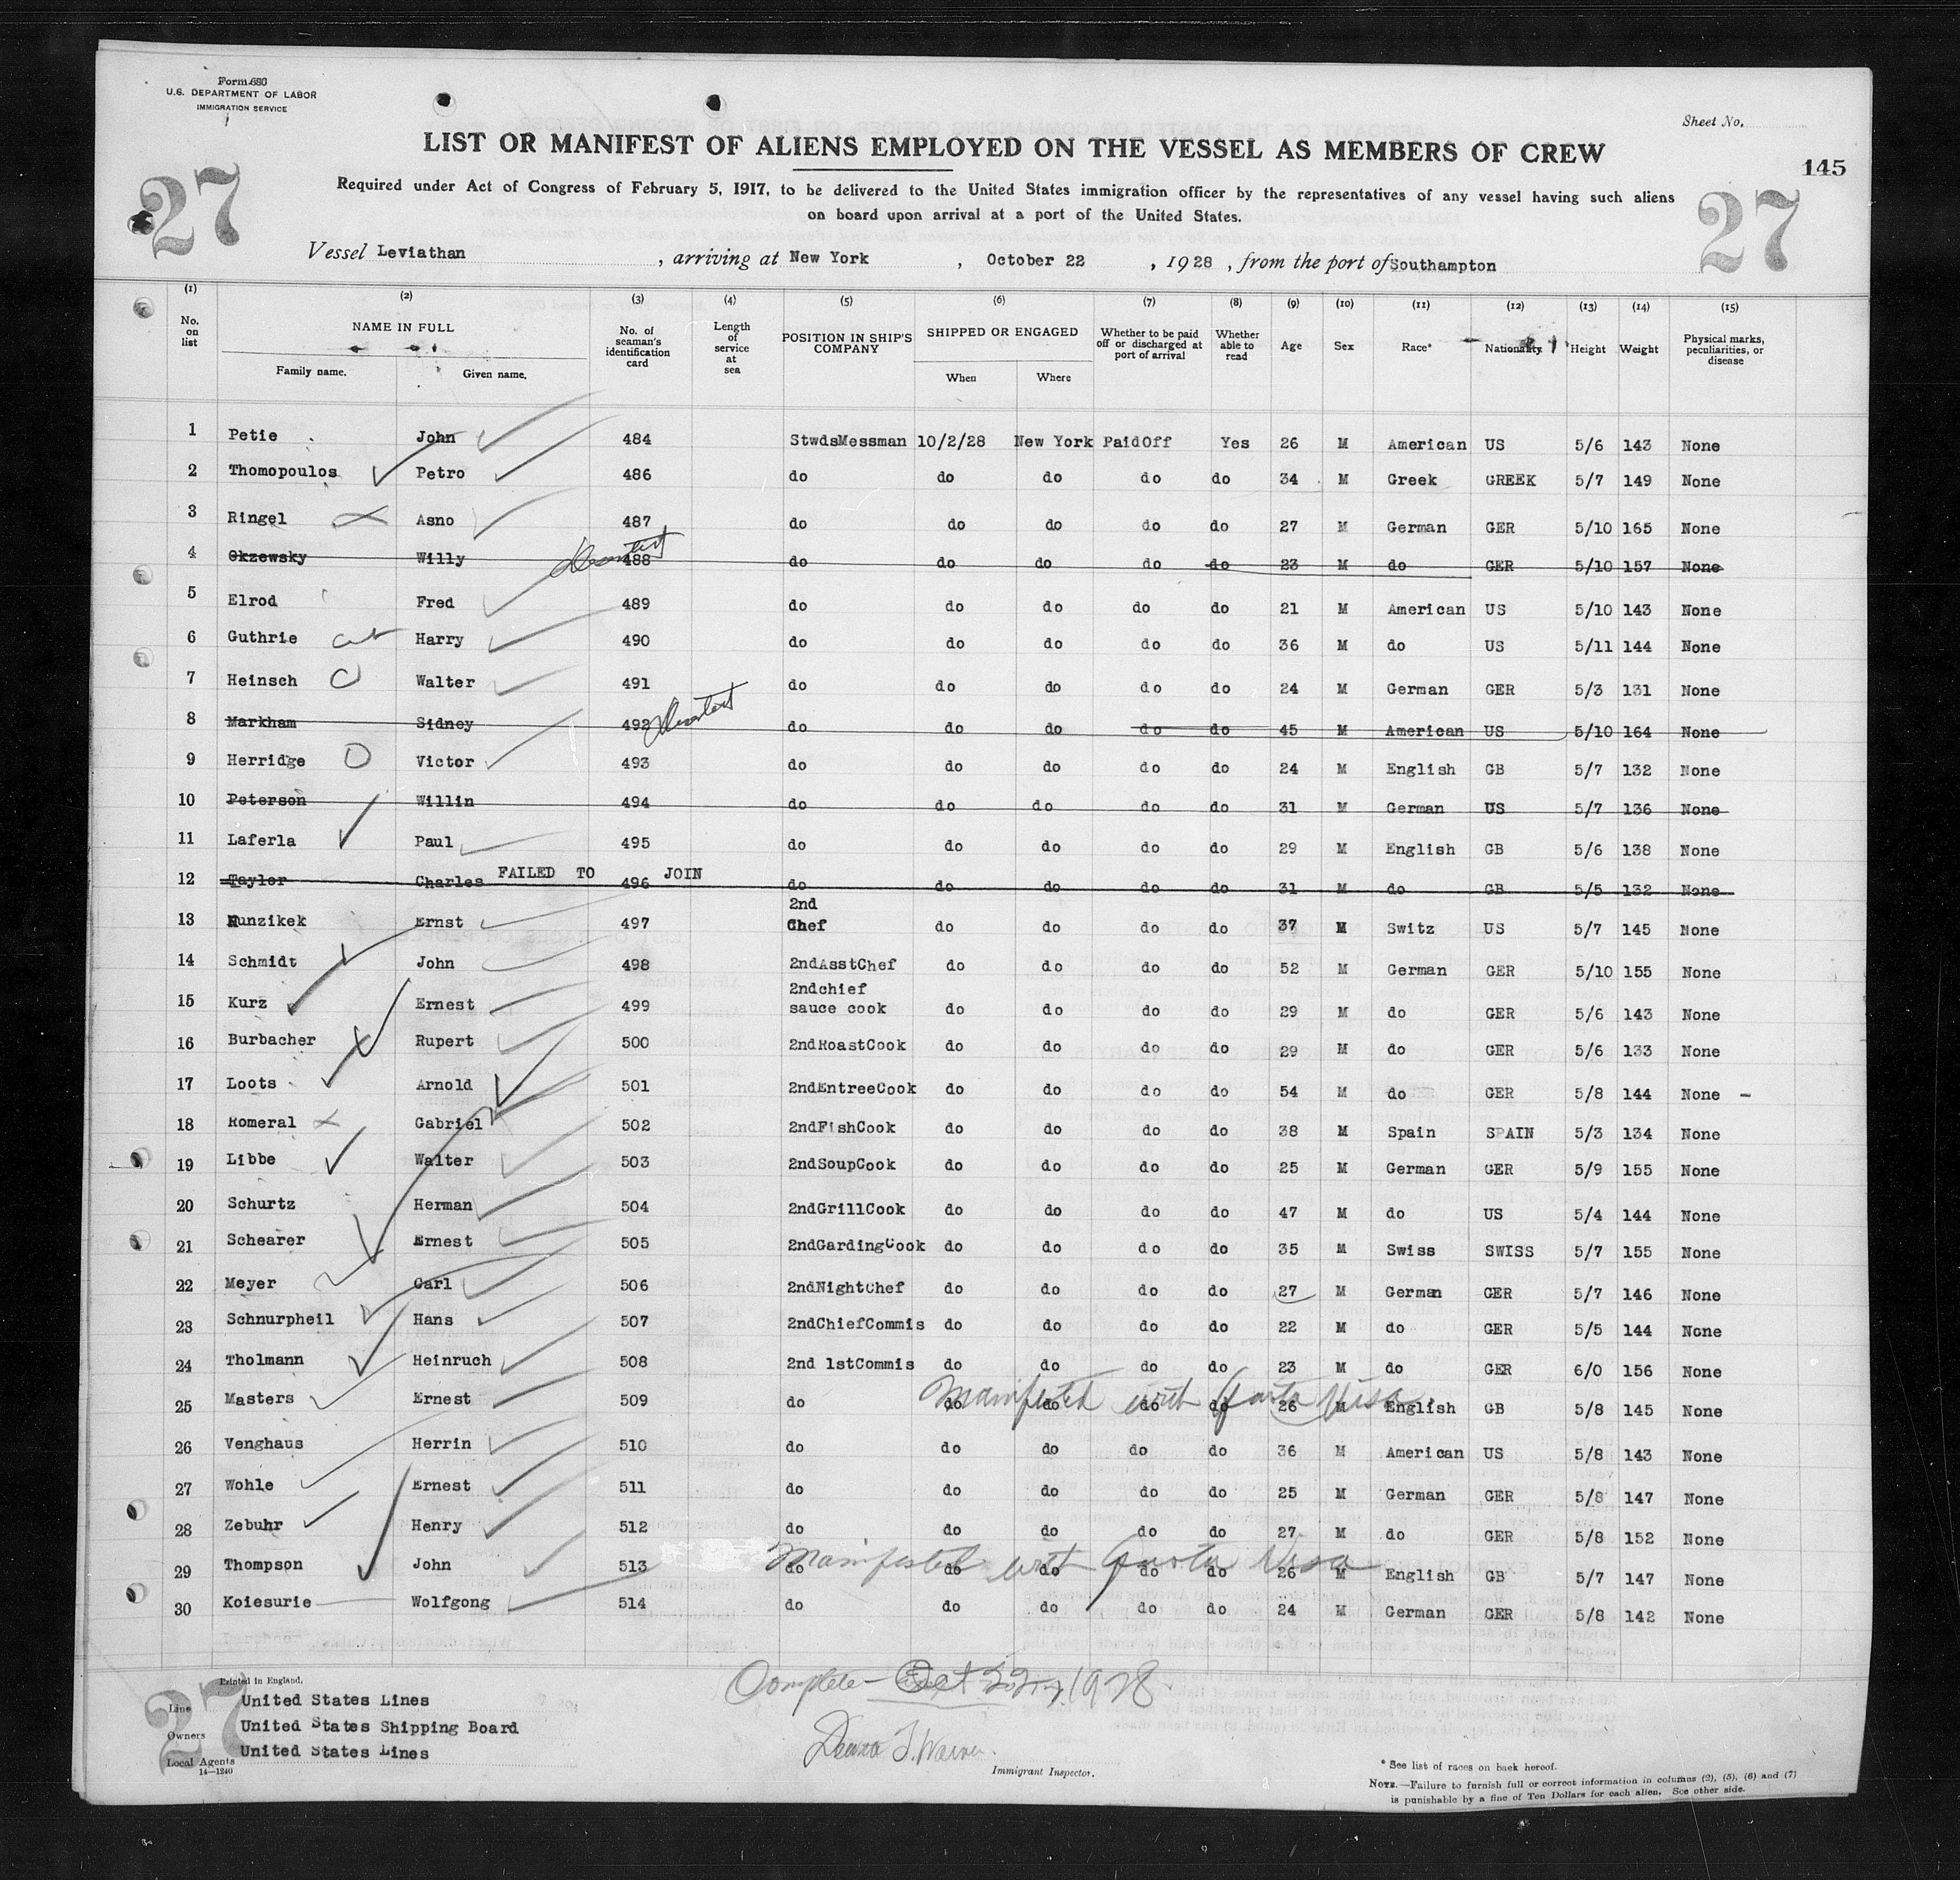 Form 680
U.S. DEPARTMENT OF LABOR
IMMIGRATION SERVICE
Sheet No.
LIST OR MANIFEST OF ALIENS EMPLOYED ON THE VESSEL AS MEMBERS OF CREW
145
27
27
Required under Act of Congress of February 5, 1917, to be delivered to the United States immigration officer by the representatives of any vessel having such aliens
on board upon arrival at a port of the United States.
Vessel Leviathan , arriving at New York , October 22 , 1928 , from the port of Southampton
(1) (2) (3) (4) (5) (6) (7) (8) (9) (10) (11) (12) (13) (14) (15)
No. on list NAME IN FULL Family name. Given name. No. of seaman's identification card Length of service at sea POSITION IN SHIP'S COMPANY SHIPPED OR ENGAGED When Where Whether to be paid off or discharged at port of arrival Whether able to read Age Sex Race* Nationality Height Weight Physical marks, peculiarities, or disease
1 Petie John 484 StwdsMessman 10/2/28 New York PaidOff Yes 26 M American US 5/6 143 None
2 Thomopoulos Petro 486 do do do do do 34 M Greek GREEK 5/7 149 None
3 Ringel Asno 487 do do do do do 27 M German GER 5/10 165 None
4 Okzewsky Willy 488 do do do do do 23 M do GER 5/10 157 None
5 Elrod Fred 489 do do do do do 21 M American US 5/10 143 None
6 Guthrie Harry 490 do do do do do 36 M do US 5/11 144 None
7 Heinsch Walter 491 do do do do do 24 M German GER 5/3 131 None
8 Markham Sidney 492 do do do do do 45 M American US 5/10 164 None
9 Herridge Victor 493 do do do do do 24 M English GB 5/7 132 None
10 Peterson Willin 494 do do do do do 31 M German US 5/7 136 None
11 Laferla Paul 495 do do do do do 29 M English GB 5/6 138 None
12 Taylor Charles FAILED TO JOIN 496 do do do do do 31 M do GB 5/5 132 None
13 Kunzikek Ernst 497 2nd Chef do do do do 37 M Switz US 5/7 145 None
14 Schmidt John 498 2ndAsstChef do do do do 52 M German GER 5/10 155 None
15 Kurz Ernest 499 2ndchief sauce cook do do do do 29 M do GER 5/6 143 None
16 Burbacher Rupert 500 2ndRoastCook do do do do 29 M do GER 5/6 133 None
17 Loots Arnold 501 2ndEntreeCook do do do do 54 M do GER 5/8 144 None
18 Romeral Gabriel 502 2ndFishCook do do do do 38 M Spain SPAIN 5/3 134 None
19 Libbe Walter 503 2ndSoupCook do do do do 25 M German GER 5/9 155 None
20 Schurtz Herman 504 2ndGrillCook do do do do 47 M do US 5/4 144 None
21 Schearer Ernest 505 2ndGardingCook do do do do 35 M Swiss SWISS 5/7 155 None
22 Meyer Carl 506 2ndNightChef do do do do 27 M German GER 5/7 146 None
23 Schnurpheil Hans 507 2ndChiefCommis do do do do 22 M do GER 5/5 144 None
24 Tholmann Heinruch 508 2nd 1stCommis do do do do 23 M do GER 6/0 156 None
Manifested with Quota Visa
25 Masters Ernest 509 do do do do do 26 M English GB 5/8 145 None
26 Venghaus Herrin 510 do do do do do 36 M American US 5/8 143 None
27 Wohle Ernest 511 do do do do do 25 M German GER 5/8 147 None
28 Zebuhr Henry 512 do do do do do 27 M do GER 5/8 152 None
Manifested with Quota Visa
29 Thompson John 513 do do do do do 26 M English GB 5/7 147 None
30 Koiesurie Wolfgong 514 do do do do do 24 M German GER 5/8 142 None
Complete - Oct 22, 1928
27
Printed in England.
Line United States Lines
Owners United States Shipping Board
Local Agents United States Lines
14—1240
Immigrant Inspector.
* See list of races on back hereof.
NOTE.—Failure to furnish full or correct information in columns (2), (5), (6) and (7)
is punishable by a fine of Ten Dollars for each alien. See other side.